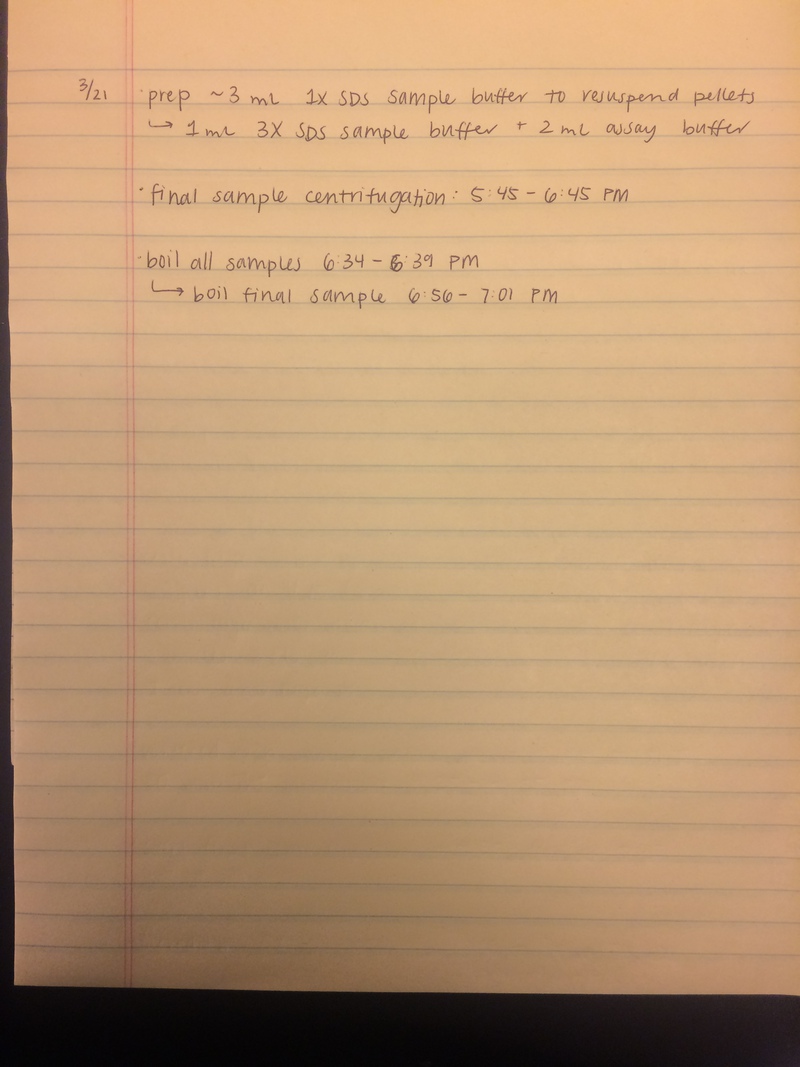 3/21 · prep ~3 mL 1X SDS sample buffer to resuspend pellets
↳ 1 mL 3X SDS sample buffer + 2 mL assay buffer
· final sample centrifugation: 5:45 - 6:45 PM
· boil all samples 6:34 - 6:39 PM
↳ boil final sample 6:56 - 7:01 PM